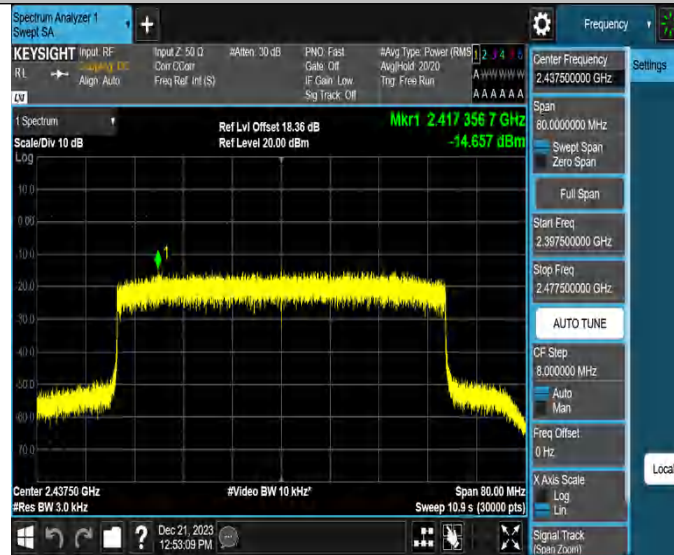 Spectrum Analyzer 1
Swept SA
+
Frequency
KEYSIGHT
RL
LXI
Input: RF
Coupling: DC
Align: Auto
Input Z: 50 Ω
Corr CCorr
Freq Ref: Int (S)
#Atten: 30 dB
PNO: Fast
Gate: Off
IF Gain: Low
Sig Track: Off
#Avg Type: Power (RMS
Avg|Hold: 20/20
Trig: Free Run
1 2 3 4 5 6
A W W W W W
A A A A A A
1 Spectrum
Scale/Div 10 dB
Log
Ref Lvl Offset 18.36 dB
Ref Level 20.00 dBm
Mkr1 2.417 356 7 GHz
-14.657 dBm
10.0
0.00
-10.0
-20.0
-30.0
-40.0
-50.0
-60.0
-70.0
1
Center 2.43750 GHz
#Res BW 3.0 kHz
#Video BW 10 kHz*
Span 80.00 MHz
Sweep 10.9 s (30000 pts)
?
Dec 21, 2023
12:53:09 PM
Center Frequency
2.437500000 GHz
Settings
Span
80.0000000 MHz
Swept Span
Zero Span
Full Span
Start Freq
2.397500000 GHz
Stop Freq
2.477500000 GHz
AUTO TUNE
CF Step
8.000000 MHz
Auto
Man
Freq Offset
0 Hz
X Axis Scale
Log
Lin
Local
Signal Track
(Span Zoom)